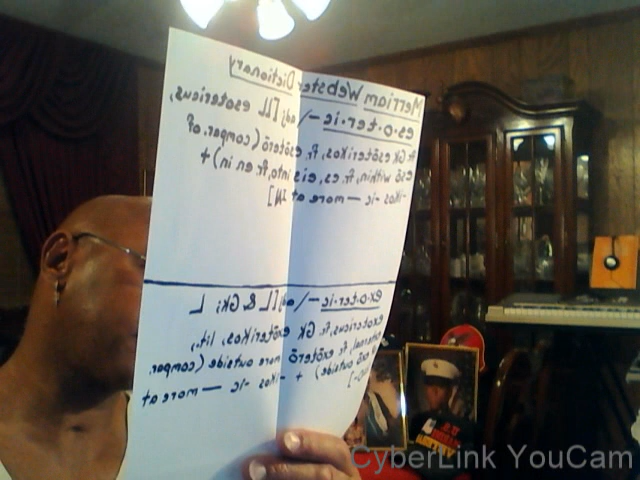 Merriam Webster Dictionary
es·o·ter·ic –/ adj [LL esotericus,
fr. GK esōterikos, fr. esōterō (compar. of
esō within, fr. es, eis into, fr. en in) +
-ikos -ic — more at IN]
ex·o·ter·ic –/ adj [L & Gk; L
exotericus, fr. GK exōterikos, lit.,
external, fr. exōterō more outside (compar.
exō outside) + -ikos -ic — more at
CyberLink YouCam